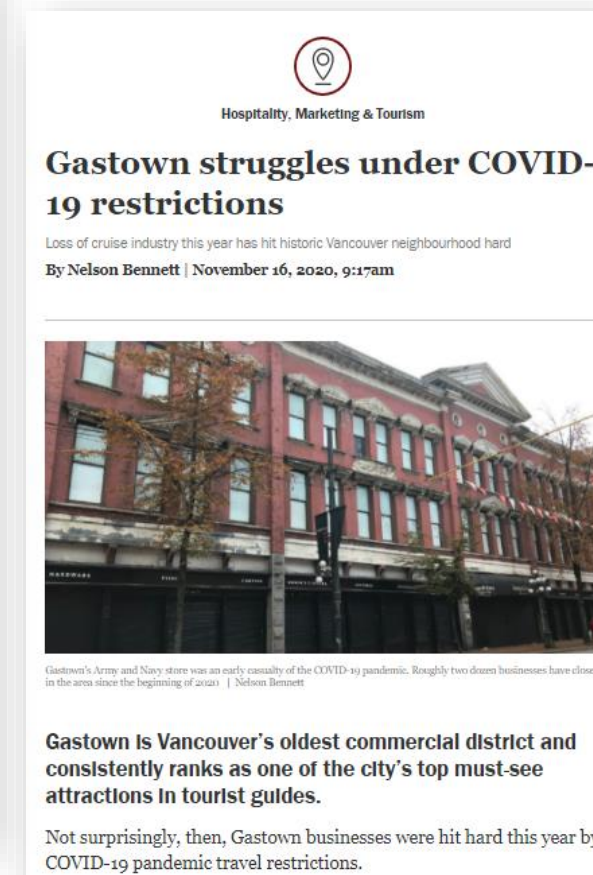 Hospitality, Marketing & Tourism
Gastown struggles under COVID-
19 restrictions
Loss of cruise industry this year has hit historic Vancouver neighbourhood hard
By Nelson Bennett | November 16, 2020, 9:17am
HARDWARE
Gastown's Army and Navy store was an early casualty of the COVID-19 pandemic. Roughly two dozen businesses have close
in the area since the beginning of 2020 | Nelson Bennett
Gastown is Vancouver's oldest commercial district and
consistently ranks as one of the city's top must-see
attractions in tourist guides.
Not surprisingly, then, Gastown businesses were hit hard this year by
COVID-19 pandemic travel restrictions.